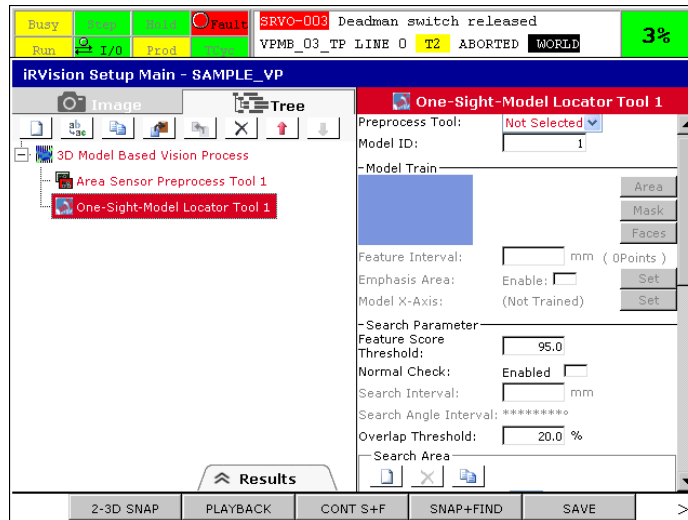 Busy Step Hold Fault SRVO-003 Deadman switch released
Run I/O Prod TCyc VPMB_03_TP LINE 0 T2 ABORTED WORLD 3%
iRVision Setup Main - SAMPLE_VP
Image Tree
3D Model Based Vision Process
Area Sensor Preprocess Tool 1
One-Sight-Model Locator Tool 1
Results
One-Sight-Model Locator Tool 1
Preprocess Tool: Not Selected
Model ID: 1
Model Train
Area
Mask
Faces
Feature Interval: mm ( 0Points )
Emphasis Area: Enable: Set
Model X-Axis: (Not Trained) Set
Search Parameter
Feature Score
Threshold: 95.0
Normal Check: Enabled
Search Interval: mm
Search Angle Interval: ********°
Overlap Threshold: 20.0 %
Search Area
2-3D SNAP PLAYBACK CONT S+F SNAP+FIND SAVE >